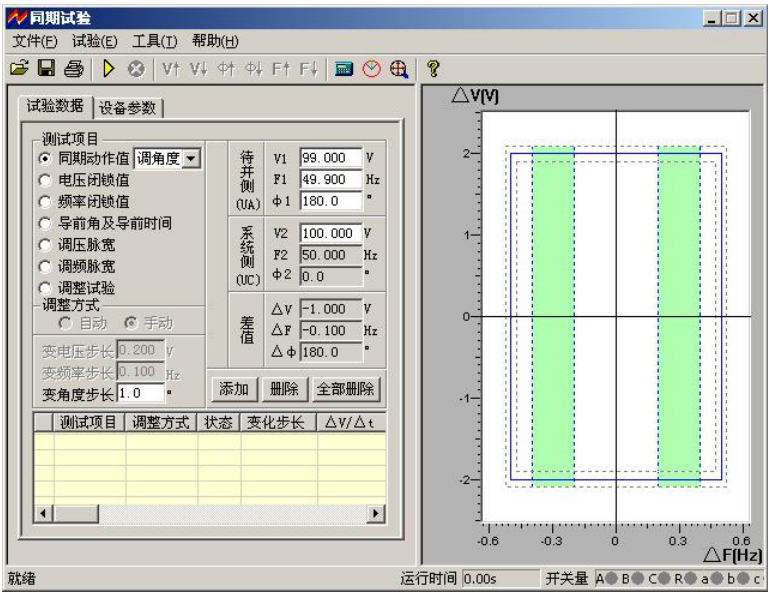 同期试验
文件(F) 试验(E) 工具(T) 帮助(H)
V↑ V↓ Φ↑ Φ↓ F↑ F↓
试验数据 设备参数
测试项目
同期动作值 调角度
电压闭锁值
频率闭锁值
导前角及导前时间
调压脉宽
调频脉宽
调整试验
调整方式
自动 手动
变电压步长 0.200 V
变频率步长 0.100 Hz
变角度步长 1.0 °
待并侧(UA)
V1 99.000 V
F1 49.900 Hz
Φ1 180.0 °
系统侧(UC)
V2 100.000 V
F2 50.000 Hz
Φ2 0.0 °
差值
△V -1.000 V
△F -0.100 Hz
△Φ 180.0 °
添加 删除 全部删除
测试项目 调整方式 状态 变化步长 △V/△t
△V(V)
2
1
0
-1
-2
-0.6 -0.3 0 0.3 0.6
△F(Hz)
就绪 运行时间 0.00s 开关量 A B C R a b c